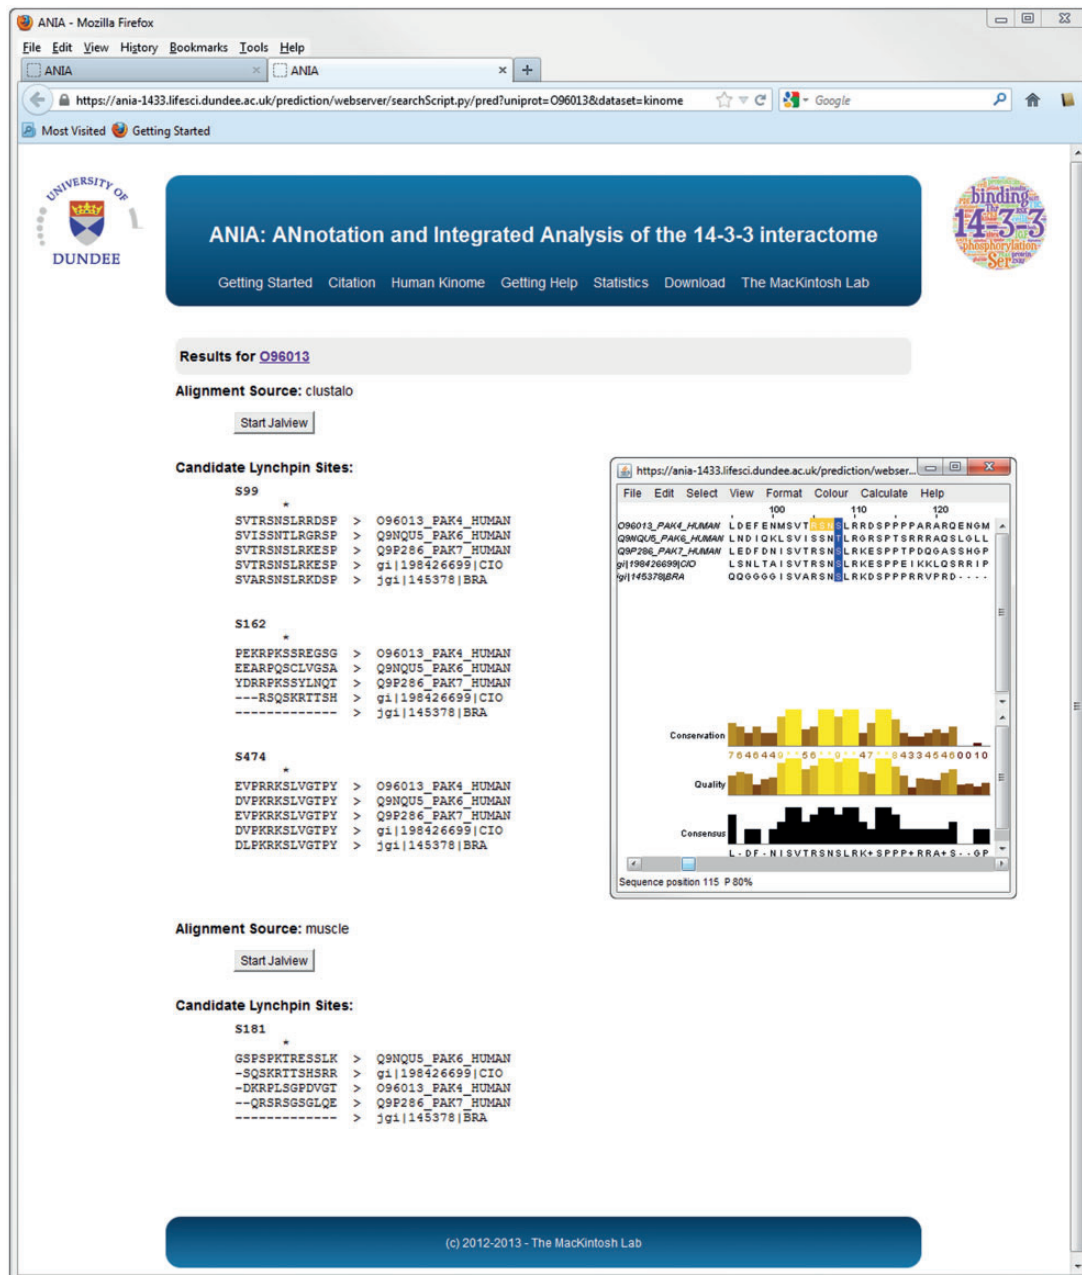 ANIA - Mozilla Firefox
File Edit View History Bookmarks Tools Help
ANIA
ANIA
https://ania-1433.lifesci.dundee.ac.uk/prediction/webserver/searchScript.py/pred?uniprot=O96013&dataset=kinome
Google
Most Visited Getting Started
UNIVERSITY OF
DUNDEE
ANIA: ANnotation and Integrated Analysis of the 14-3-3 interactome
Getting Started Citation Human Kinome Getting Help Statistics Download The MacKintosh Lab
binding
14-3-3
phosphorylation
Ser
Results for O96013
Alignment Source: clustalo
Start Jalview
Candidate Lynchpin Sites:
S99
*
SVTRSNSLRRDSP > O96013_PAK4_HUMAN
SVISSNTLRGRSP > Q9NQU5_PAK6_HUMAN
SVTRSNSLRKESP > Q9P286_PAK7_HUMAN
SVTRSNSLRKESP > gi|198426699|CIO
SVARSNSLRKDSP > jgi|145378|BRA
S162
*
PEKRPKSSREGSG > O96013_PAK4_HUMAN
EEARPQSCLVGSA > Q9NQU5_PAK6_HUMAN
YDRRPKSSYLNQT > Q9P286_PAK7_HUMAN
---RSQSKRTTSH > gi|198426699|CIO
------------- > jgi|145378|BRA
S474
*
EVPRRKSLVGTPY > O96013_PAK4_HUMAN
DVPKRKSLVGTPY > Q9NQU5_PAK6_HUMAN
EVPKRKSLVGTPY > Q9P286_PAK7_HUMAN
DVPKRKSLVGTPY > gi|198426699|CIO
DLPKRKSLVGTPY > jgi|145378|BRA
https://ania-1433.lifesci.dundee.ac.uk/prediction/webser...
File Edit Select View Format Colour Calculate Help
100 110 120
O96013_PAK4_HUMAN LDEFENMSVTRSNSLRRDSPPPPARARQENGM
Q9NQU5_PAK6_HUMAN LNDIQKLSVISSNTLRGRSPTSRRRAQSLGLL
Q9P286_PAK7_HUMAN LEDFDNISVTRSNSLRKESPPTPDQGASSHGP
gi|198426699|CIO LSNLTAISVTRSNSLRKESPPEIKKLQSRRIP
jgi|145378|BRA QQGGGGISVARSNSLRKDSPPPRRVPRD----
Conservation
7646449**56**9**47**8433454600010
Quality
Consensus
L-DF-NISVTRSNSLRK+SPPP+RRA+S--GP
Sequence position 115 P 80%
Alignment Source: muscle
Start Jalview
Candidate Lynchpin Sites:
S181
*
GSPSPKTRESSLK > Q9NQU5_PAK6_HUMAN
-SQSKRTTSHSRR > gi|198426699|CIO
-DKRPLSGPDVGT > O96013_PAK4_HUMAN
--QRSRSGSGLQE > Q9P286_PAK7_HUMAN
------------- > jgi|145378|BRA
(c) 2012-2013 - The MacKintosh Lab